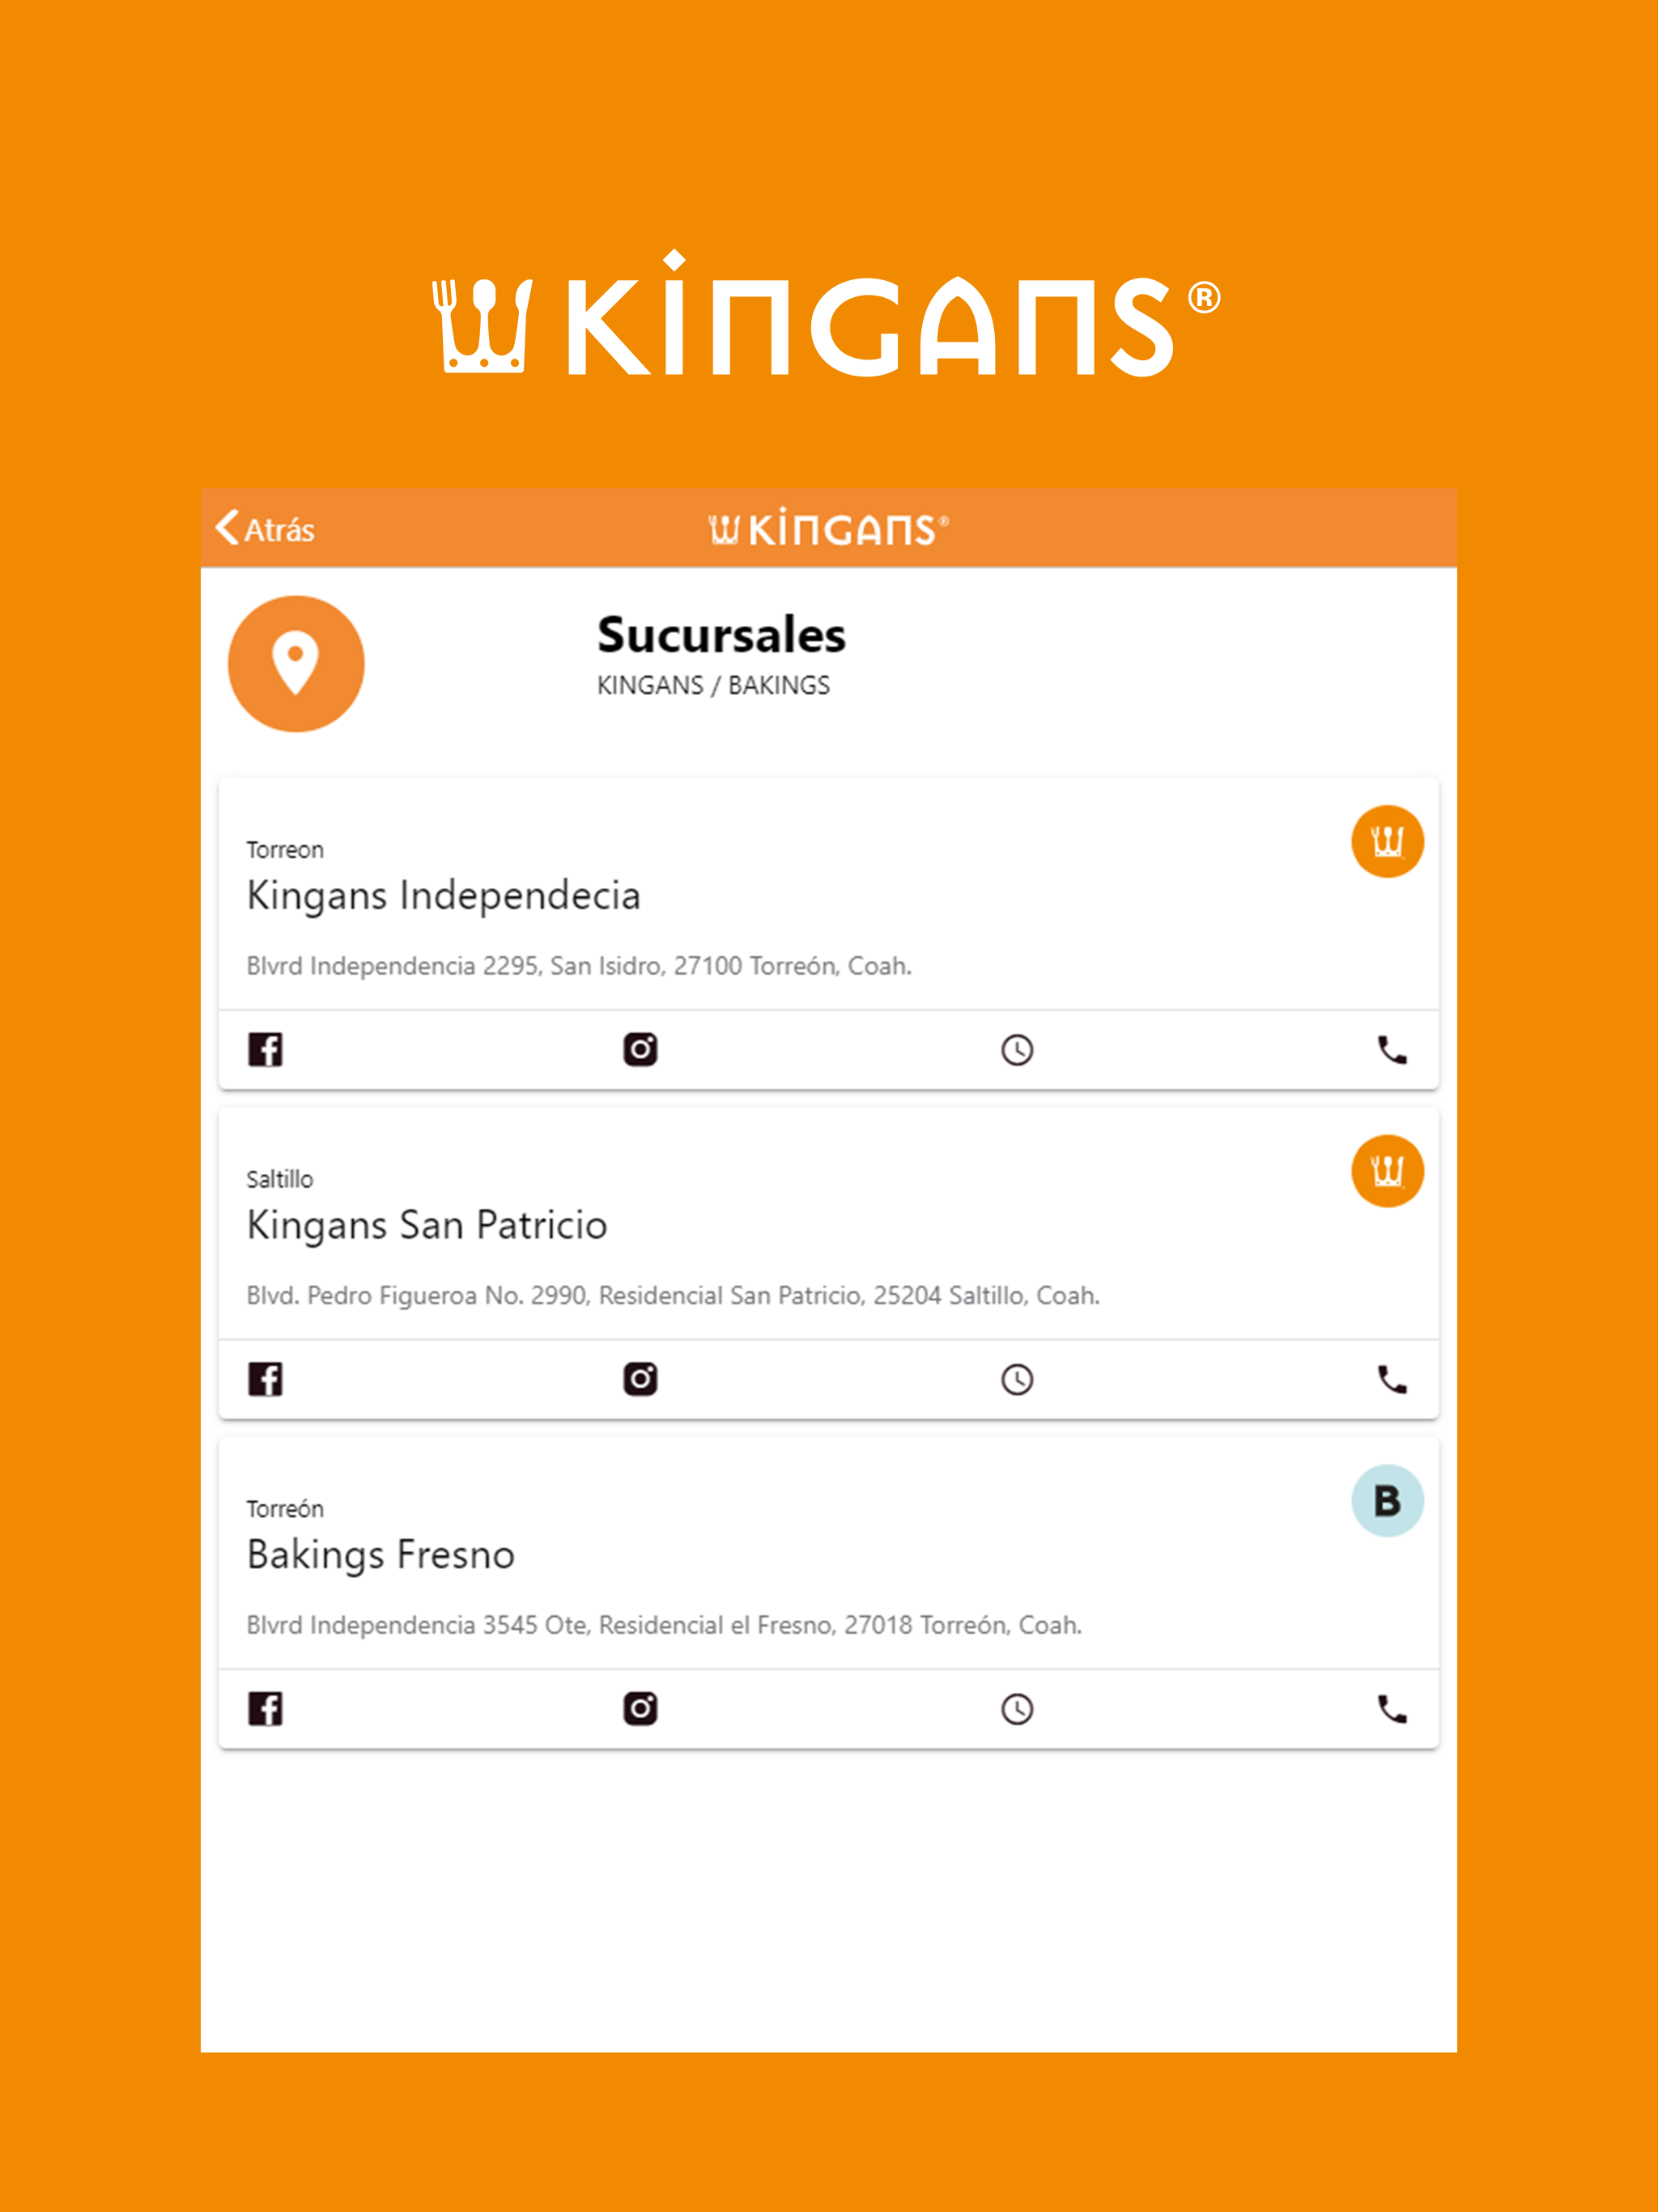 KINGANS®
Atrás
KINGANS®
Sucursales
KINGANS / BAKINGS
Torreon
Kingans Independecia
Blvrd Independencia 2295, San Isidro, 27100 Torreón, Coah.
Saltillo
Kingans San Patricio
Blvd. Pedro Figueroa No. 2990, Residencial San Patricio, 25204 Saltillo, Coah.
B
Torreón
Bakings Fresno
Blvrd Independencia 3545 Ote, Residencial el Fresno, 27018 Torreón, Coah.